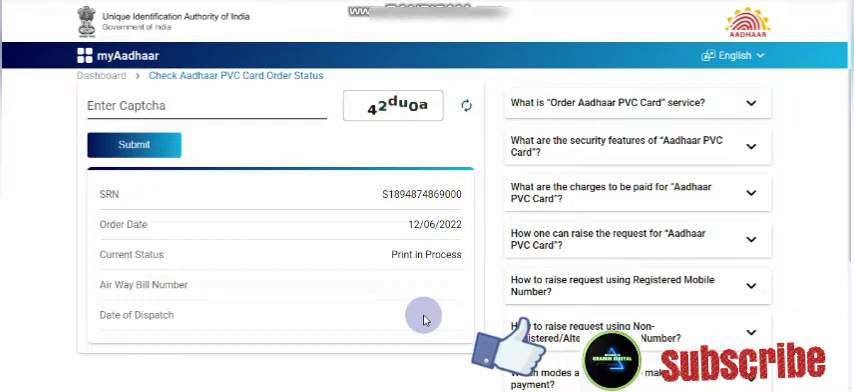 Unique Identification Authority of India
Government of India
AADHAAR
myAadhaar
English
Dashboard > Check Aadhaar PVC Card Order Status
Enter Captcha
42du0a
Submit
SRN S1894874869000
Order Date 12/06/2022
Current Status Print in Process
Air Way Bill Number
Date of Dispatch
What is "Order Aadhaar PVC Card" service?
What are the security features of "Aadhaar PVC
Card"?
What are the charges to be paid for "Aadhaar
PVC Card"?
How one can raise the request for "Aadhaar
PVC Card"?
How to raise request using Registered Mobile
Number?
to raise request using Non-
Number?
modes
payment?
subscribe